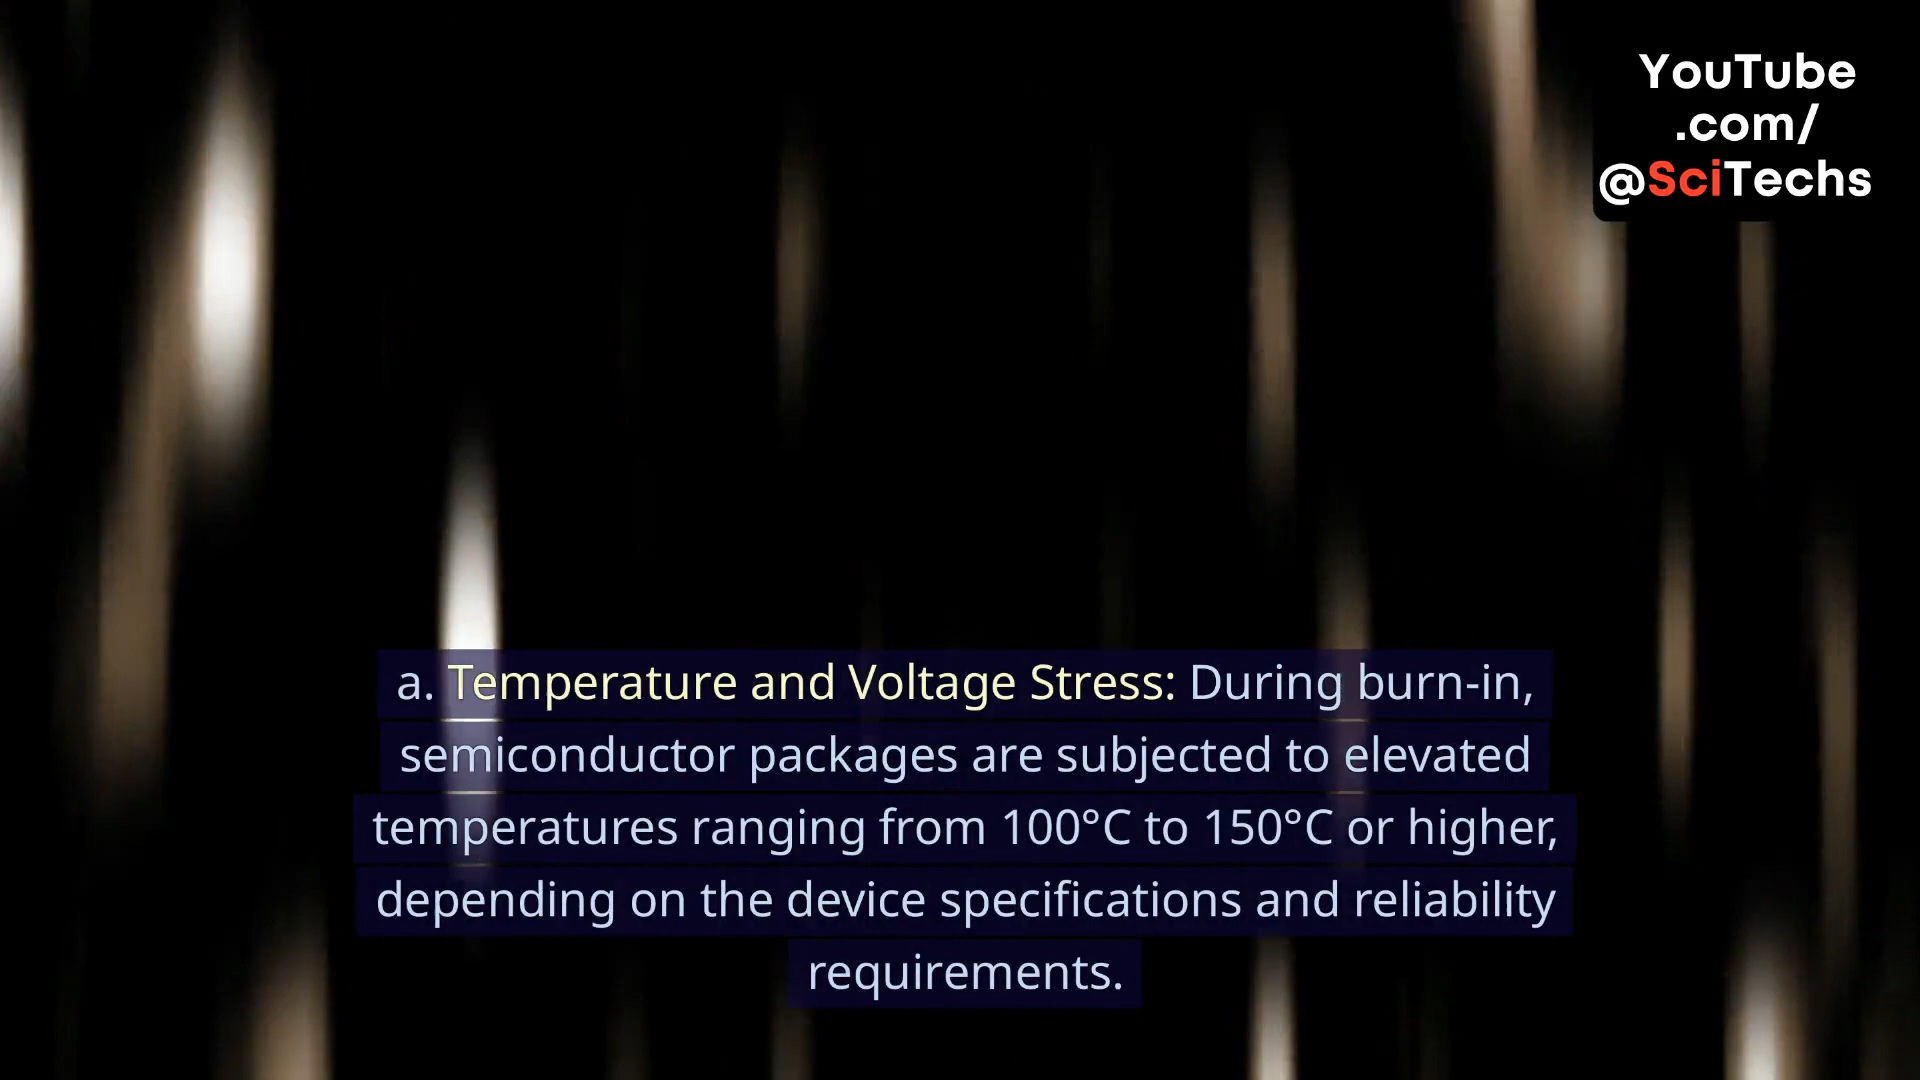 YouTube
.com/
@SciTechs
a. Temperature and Voltage Stress: During burn-in,
semiconductor packages are subjected to elevated
temperatures ranging from 100°C to 150°C or higher,
depending on the device specifications and reliability
requirements.